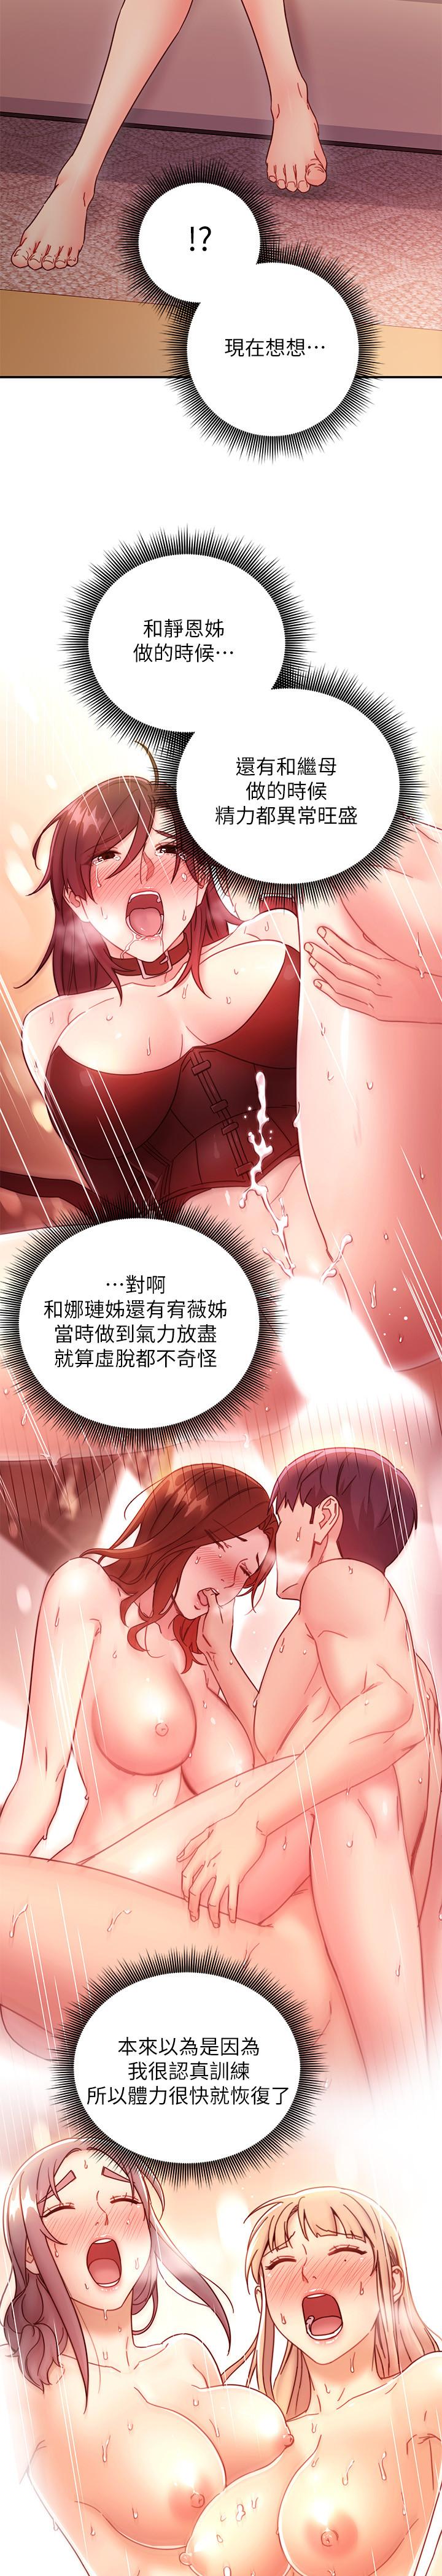 !?
現在想想…
和靜恩姊
做的時候…
還有和繼母
做的時候
精力都異常旺盛
…對啊
和娜璉姊還有宥薇姊
當時做到氣力放盡
就算虛脫都不奇怪
本來以為是因為
我很認真訓練
所以體力很快就恢復了